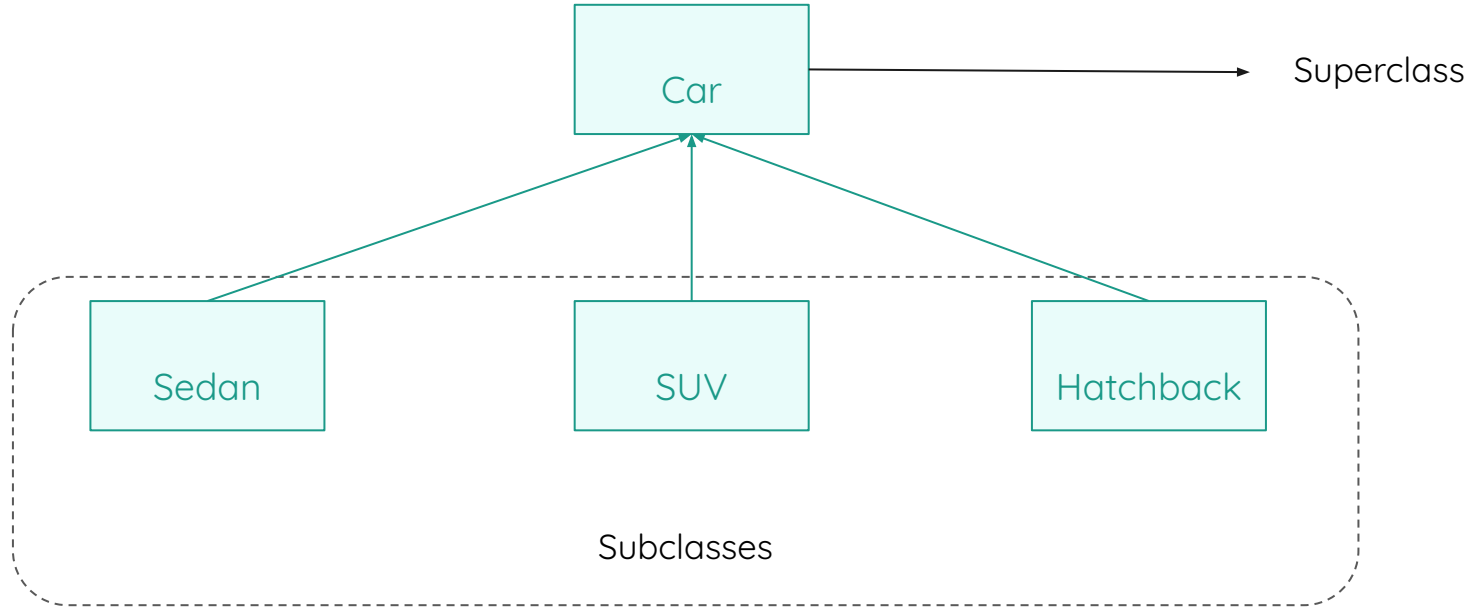 Car
Superclass
Sedan
SUV
Hatchback
Subclasses